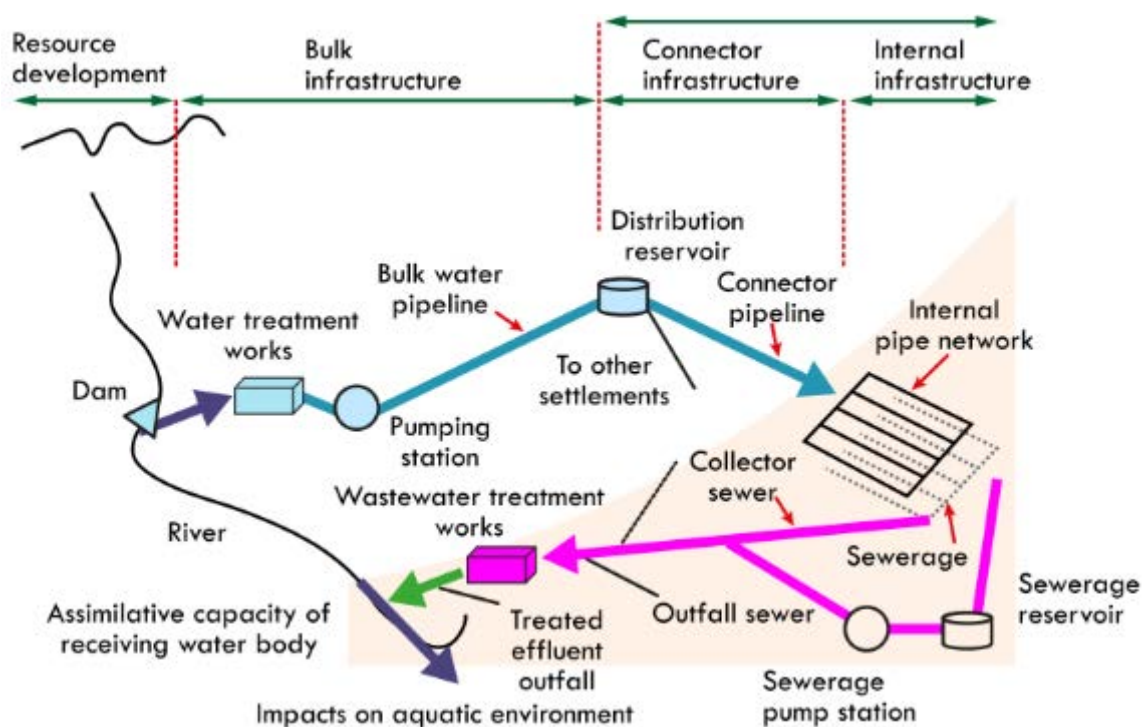 Resource
development
Bulk
infrastructure
Connector
infrastructure
Internal
infrastructure
Distribution
reservoir
Bulk water
pipeline
Connector
pipeline
Water treatment
works
Internal
pipe network
To other
settlements
Dam
Pumping
station
Collector
sewer
Wastewater treatment
works
River
Sewerage
Sewerage
reservoir
Assimilative capacity of
receiving water body
Outfall sewer
Treated
effluent
outfall
Sewerage
pump station
Impacts on aquatic environment